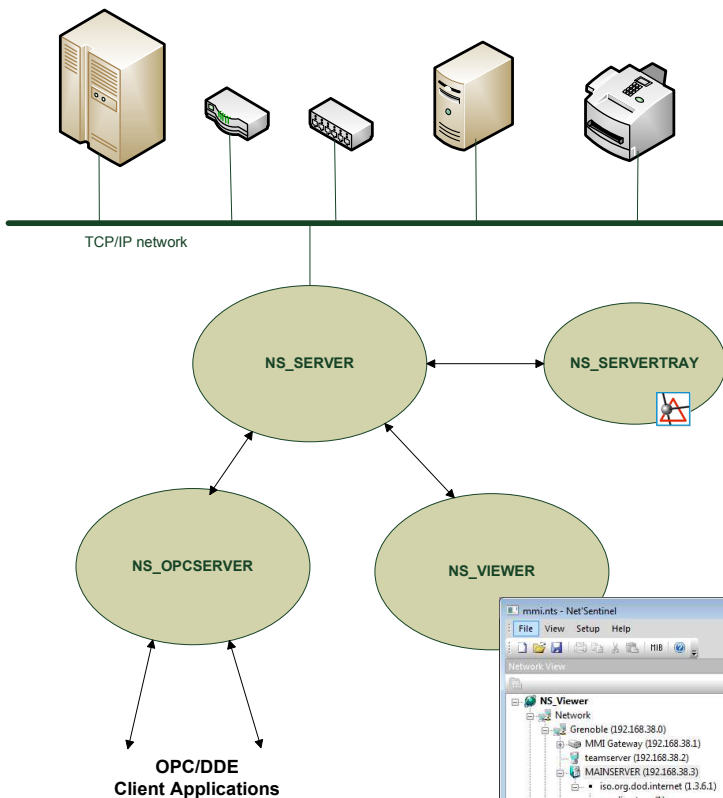 TCP/IP network
NS_SERVER
NS_SERVERTRAY
NS_OPCSERVER
NS_VIEWER
OPC/DDE
Client Applications
mmi.nts - Net'Sentinel
File View Setup Help
MIB
Network View
NS_Viewer
Network
Grenoble (192.168.38.0)
MMI Gateway (192.168.38.1)
teamserver (192.168.38.2)
MAINSERVER (192.168.38.3)
iso.org.dod.internet (1.3.6.1)